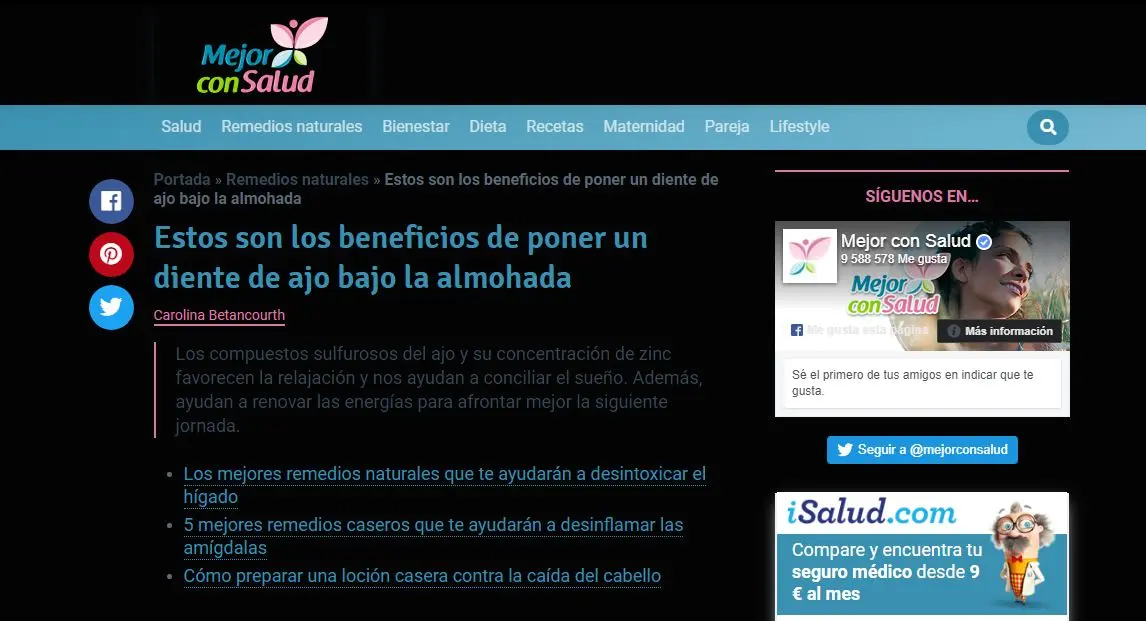 Mejor
con Salud
Salud Remedios naturales Bienestar Dieta Recetas Maternidad Pareja Lifestyle
Portada » Remedios naturales » Estos son los beneficios de poner un diente de
ajo bajo la almohada
Estos son los beneficios de poner un
diente de ajo bajo la almohada
Carolina Betancourth
Los compuestos sulfurosos del ajo y su concentración de zinc
favorecen la relajación y nos ayudan a conciliar el sueño. Además,
ayudan a renovar las energías para afrontar mejor la siguiente
jornada.
• Los mejores remedios naturales que te ayudarán a desintoxicar el
hígado
• 5 mejores remedios caseros que te ayudarán a desinflamar las
amígdalas
• Cómo preparar una loción casera contra la caída del cabello
SÍGUENOS EN...
Mejor con Salud
9 588 578 Me gusta
Mejor
con Salud
Me gusta esta página
Más información
Sé el primero de tus amigos en indicar que te
gusta.
Seguir a @mejorconsalud
iSalud.com
Compare y encuentra tu
seguro médico desde 9
€ al mes